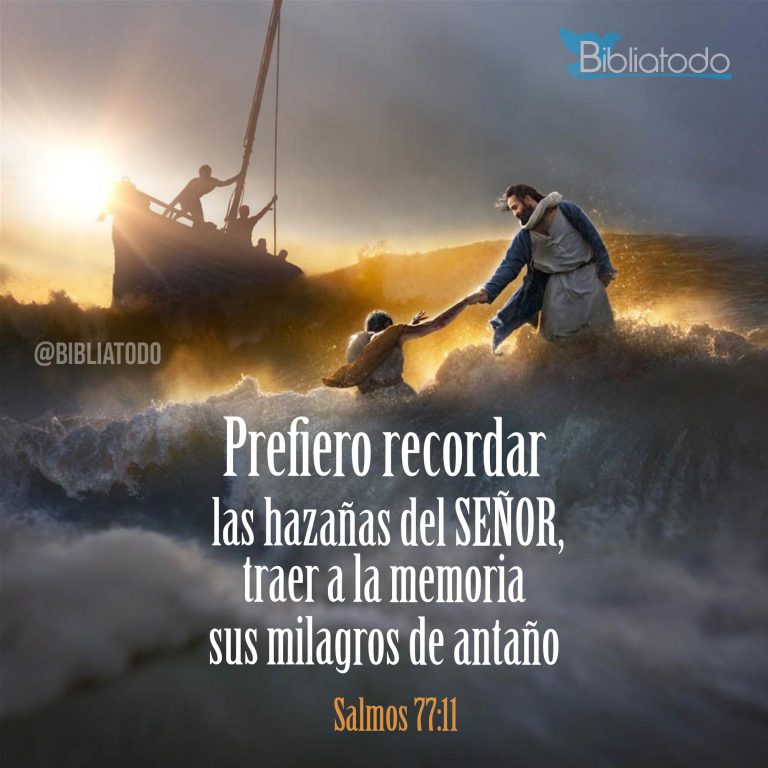 Bibliatodo
@BIBLIATODO
Prefiero recordar
las hazañas del SEÑOR,
traer a la memoria
sus milagros de antaño
Salmos 77:11